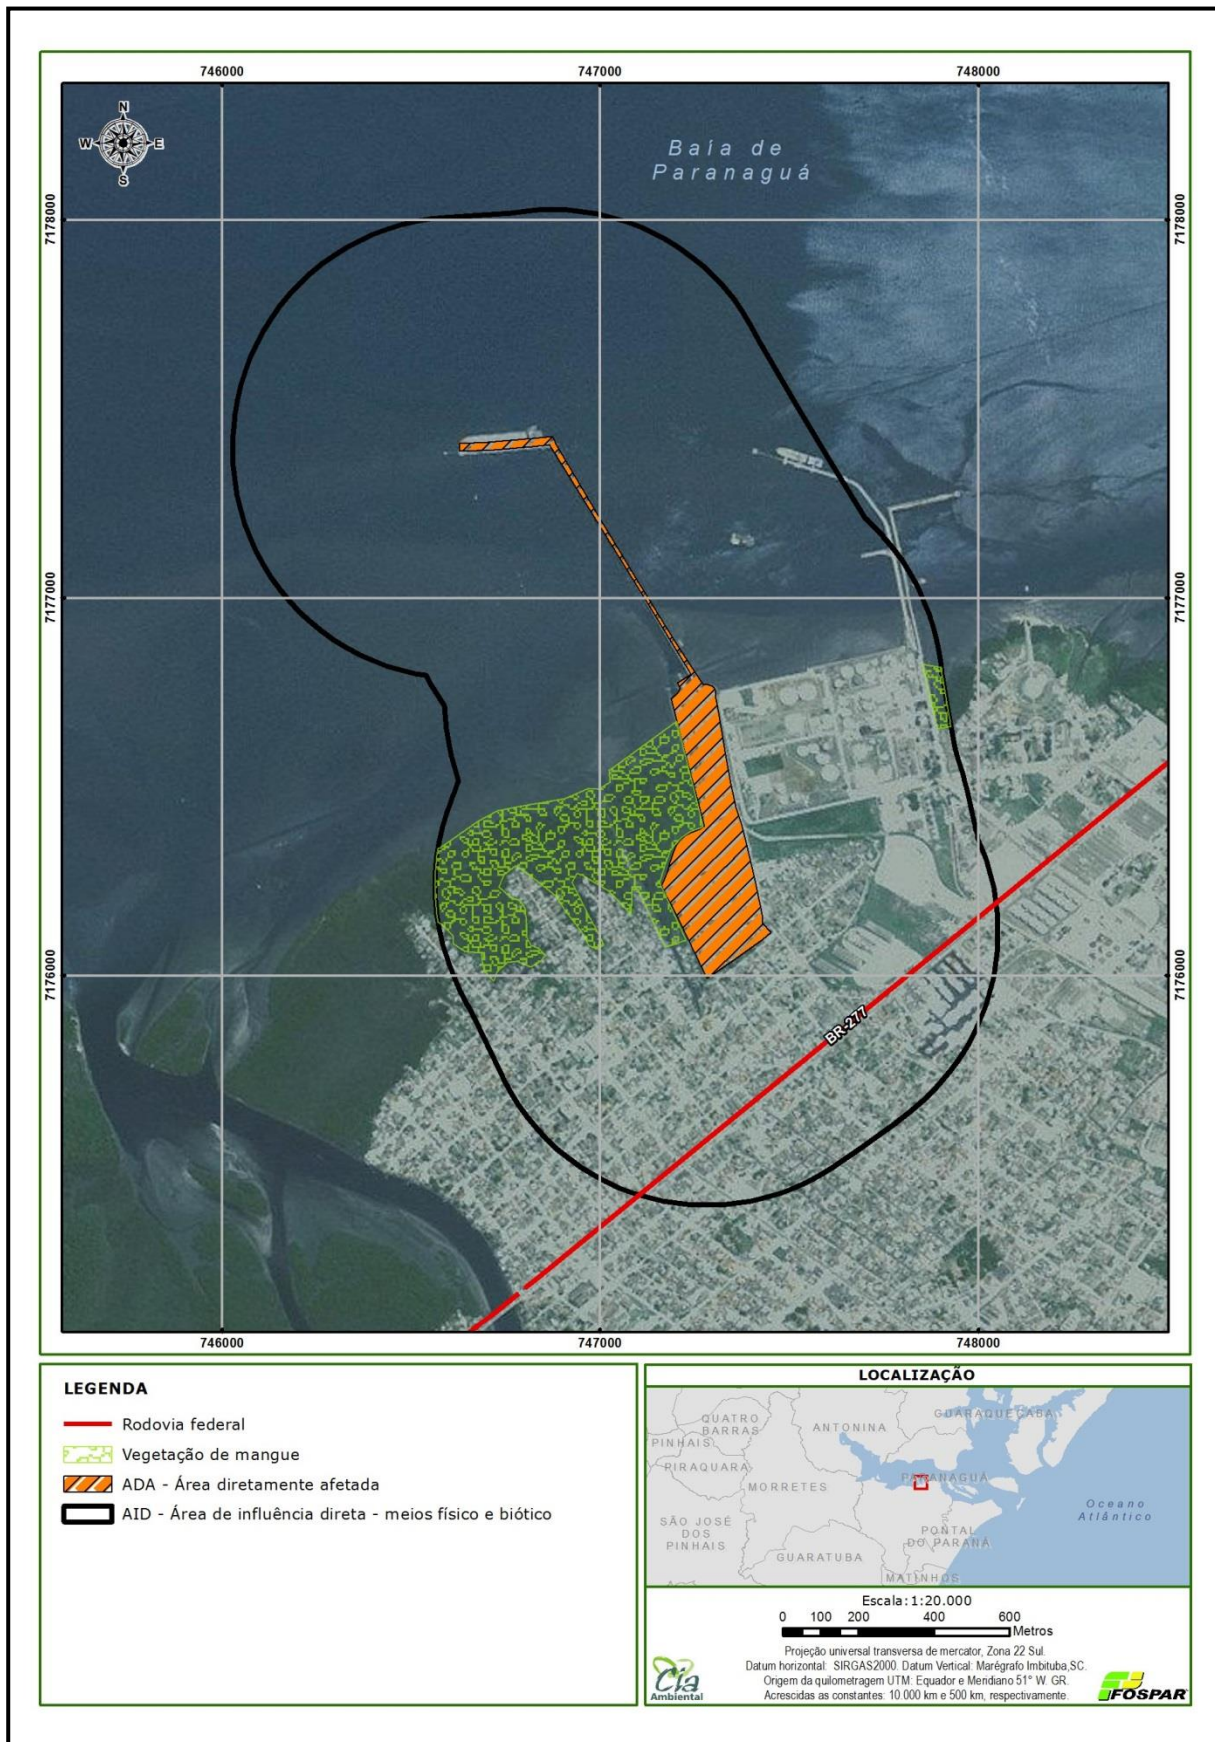 746000 747000 748000
N
W E
S
Baía de
Paranaguá
7178000 7178000
7177000 7177000
7176000 7176000
BR-277
746000 747000 748000
LEGENDA
Rodovia federal
Vegetação de mangue
ADA - Área diretamente afetada
AID - Área de influência direta - meios físico e biótico
LOCALIZAÇÃO
GUARAQUEÇABA
QUATRO
BARRAS
ANTONINA
PINHAIS
PIRAQUARA
PARANAGUÁ
MORRETES
Oceano
Atlântico
SÃO JOSÉ
DOS
PINHAIS
PONTAL
DO PARANÁ
GUARATUBA
MATINHOS
Escala:1:20.000
0 100 200 400 600
Metros
Projeção universal transversa de mercator, Zona 22 Sul.
Datum horizontal: SIRGAS2000. Datum Vertical: Marégrafo Imbituba,SC.
Origem da quilometragem UTM: Equador e Meridiano 51° W. GR.
Acrescidas as constantes: 10.000 km e 500 km, respectivamente.
Cia
Ambiental
FOSPAR